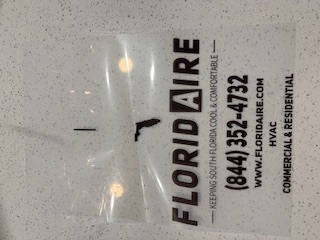 FLORIDAIRE
— KEEPING SOUTH FLORIDA COOL & COMFORTABLE —
(844) 352-4732
WWW.FLORIDAIRE.COM
HVAC
COMMERCIAL & RESIDENTIAL